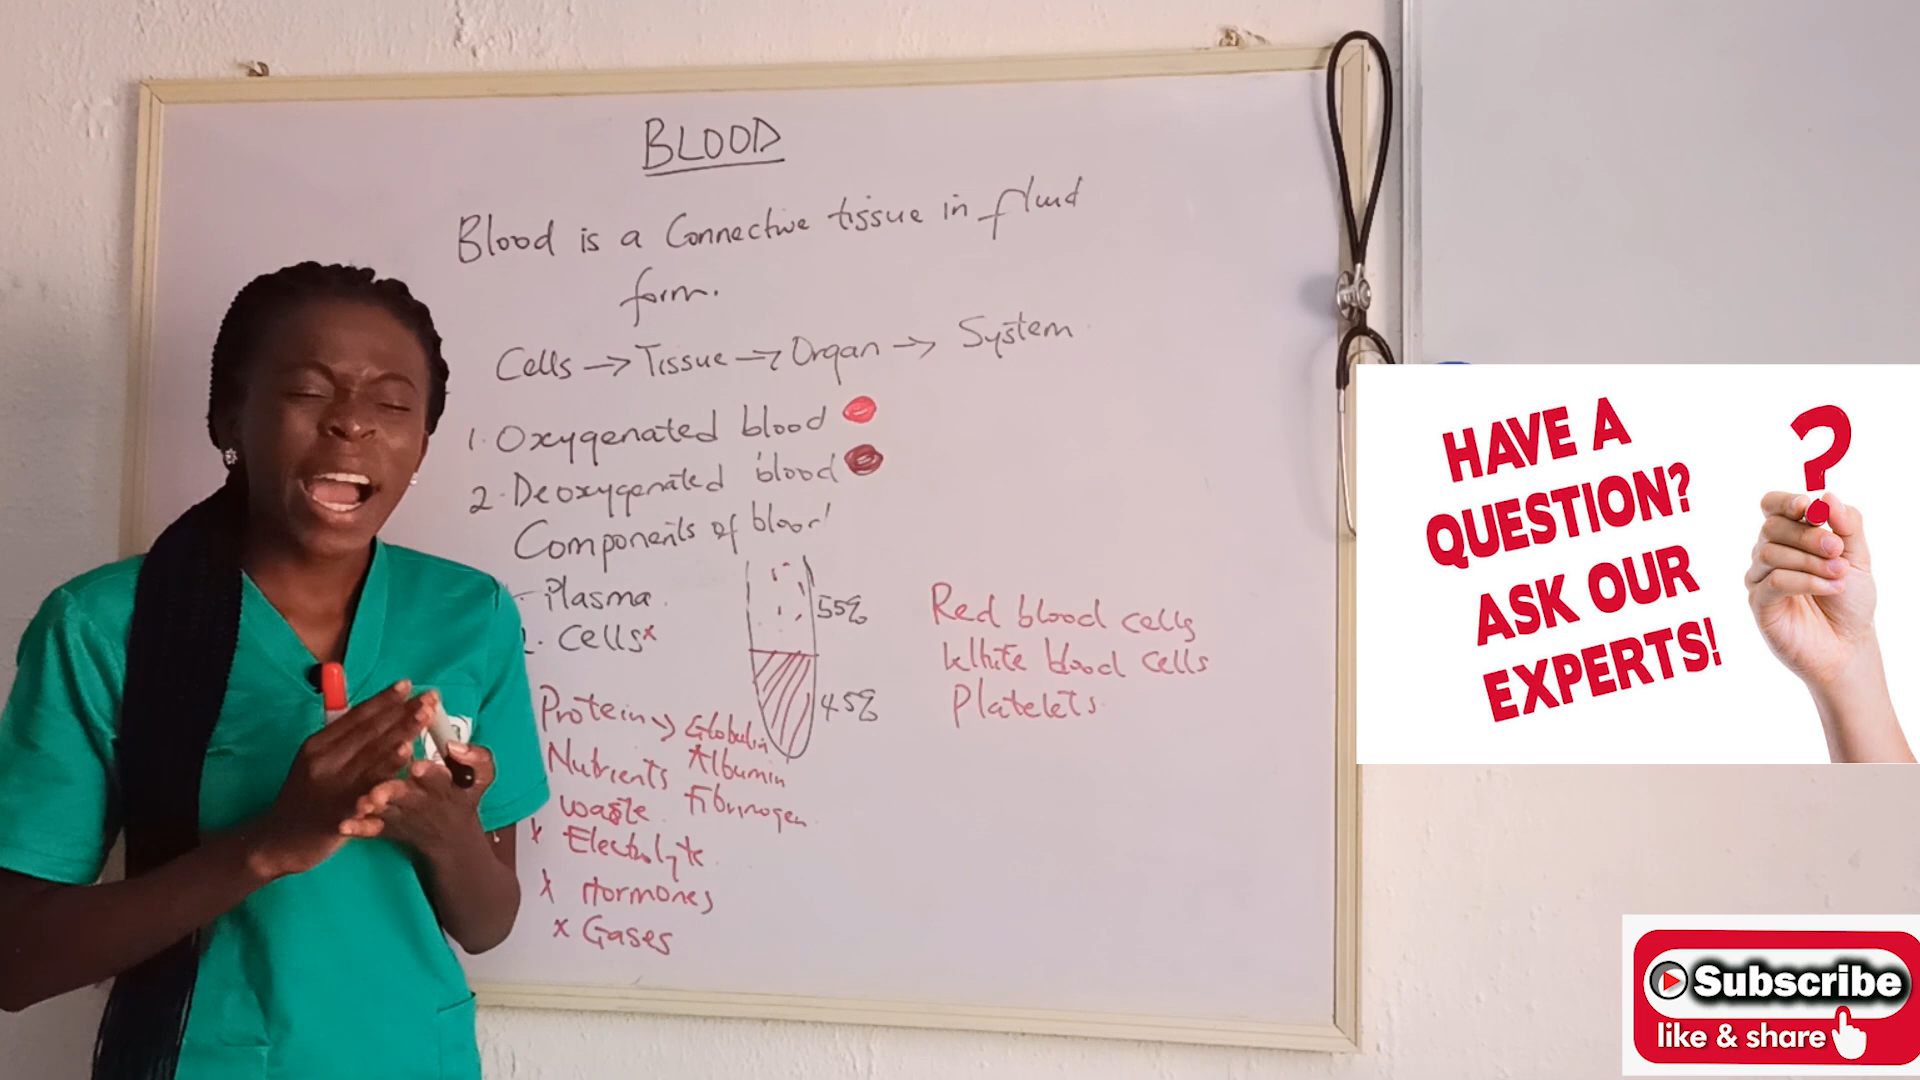 BLOOD
Blood is a Connective tissue in fluid
form.
Cells → Tissue → Organ → System
1. Oxygenated blood
2. Deoxygenated blood
Components of blood
- Plasma.
2. Cells x
55%
45%
Red blood cells
White blood cells
Platelets
Protein → Globulin
Nutrients Albumin
waste. Fibrinogen
x Electrolyte
x Hormones
x Gases
HAVE A
QUESTION?
ASK OUR
EXPERTS!
?
Subscribe
like & share